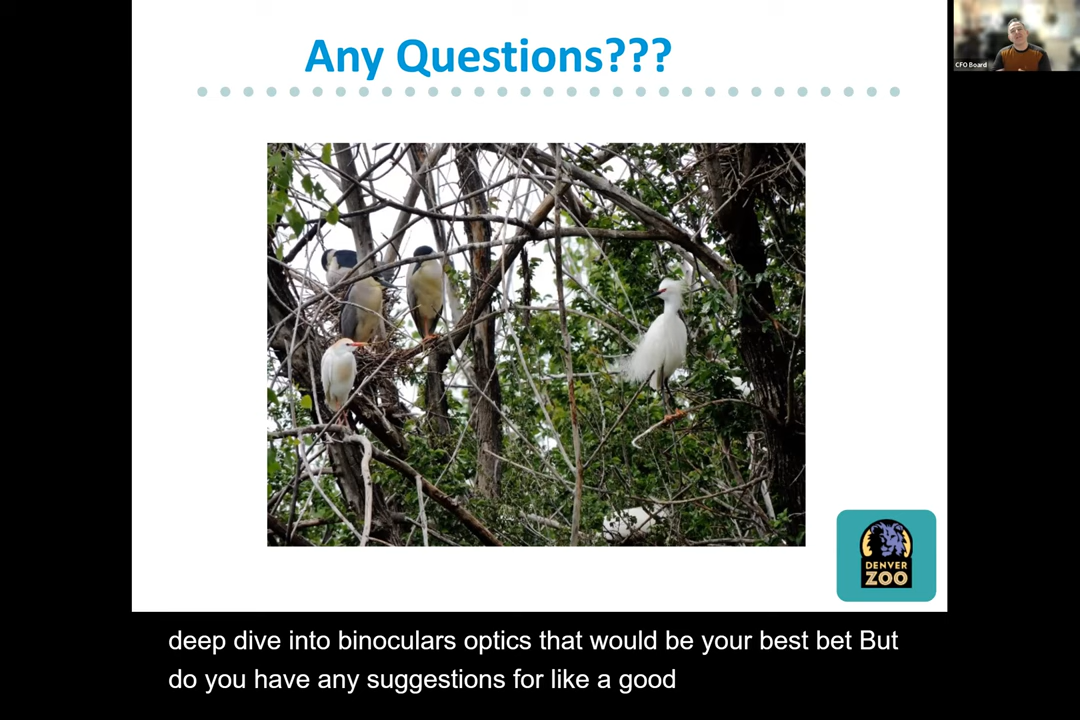 Any Questions???
CFO Board
DENVER
ZOO
deep dive into binoculars optics that would be your best bet But
do you have any suggestions for like a good